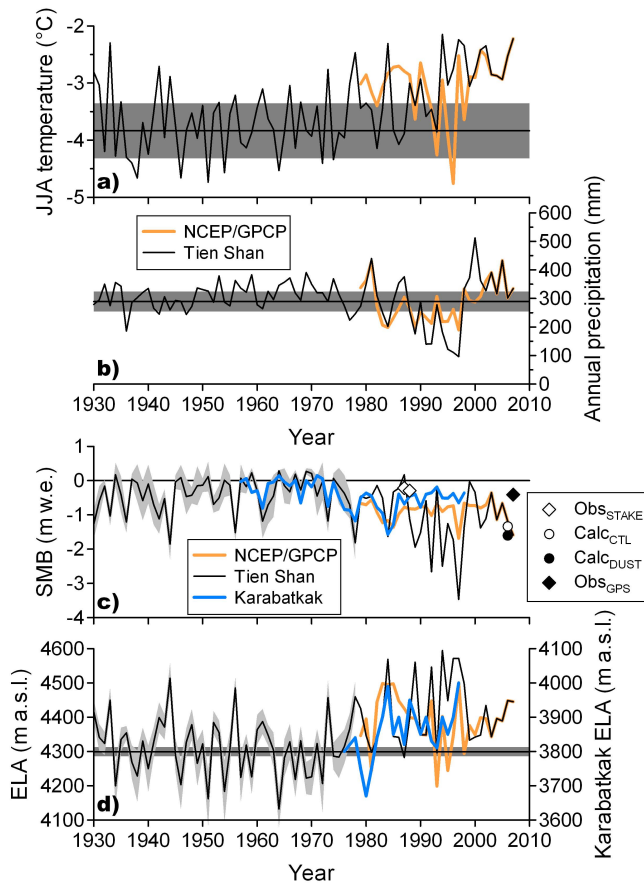 JJA temperature (°C)
-2
-3
-4
-5
a)
NCEP/GPCP
Tien Shan
600
500
400
300
200
100
0
Annual precipitation (mm)
b)
1930 1940 1950 1960 1970 1980 1990 2000 2010
Year
SMB (m w.e.)
1
0
-1
-2
-3
-4
c)
NCEP/GPCP
Tien Shan
Karabatkak
ObsSTAKE
CalcCTL
CalcDUST
ObsGPS
ELA (m a.s.l.)
4600
4500
4400
4300
4200
4100
d)
4100
4000
3900
3800
3700
3600
Karabatkak ELA (m a.s.l.)
1930 1940 1950 1960 1970 1980 1990 2000 2010
Year